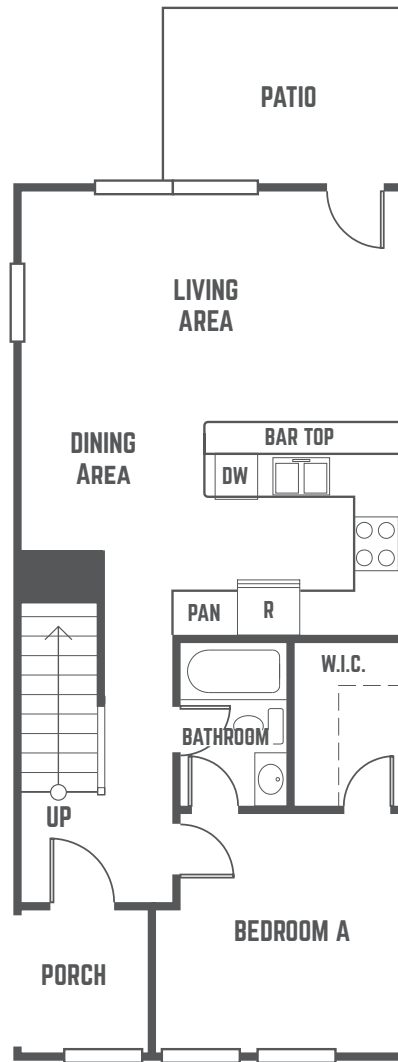 PATIO
LIVING
AREA
BAR TOP
DINING
AREA
DW
PAN
R
W.I.C.
BATHROOM
UP
BEDROOM A
PORCH